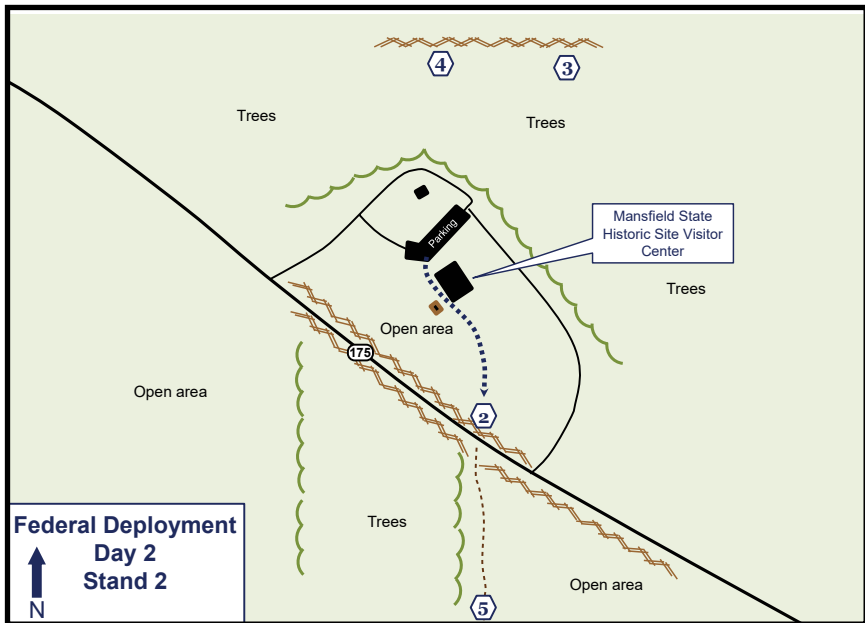 4
3
Trees
Trees
Parking
Mansfield State
Historic Site Visitor
Center
Trees
Open area
175
Open area
2
Trees
Federal Deployment
Day 2
Stand 2
N
Open area
5